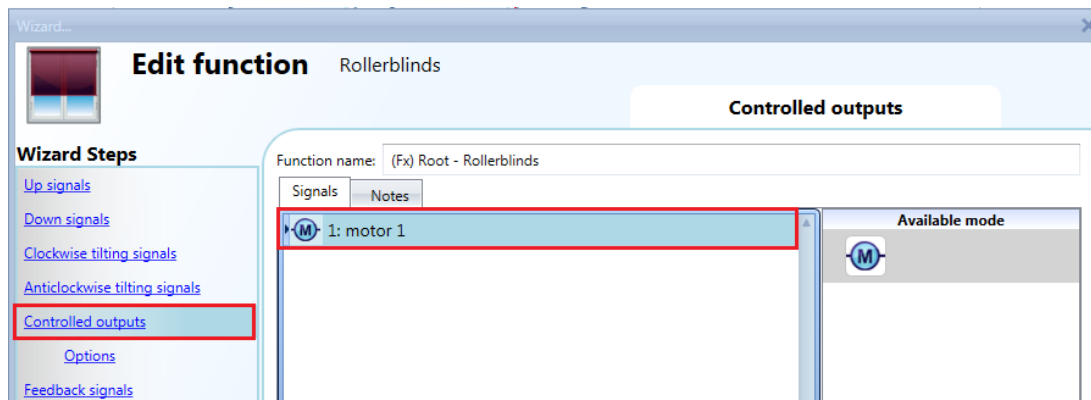 Wizard...
Edit function Rollerblinds
Controlled outputs
Wizard Steps
Up signals
Down signals
Clockwise tilting signals
Anticlockwise tilting signals
Controlled outputs
Options
Feedback signals
Function name: (Fx) Root - Rollerblinds
Signals Notes
M 1: motor 1
Available mode
M